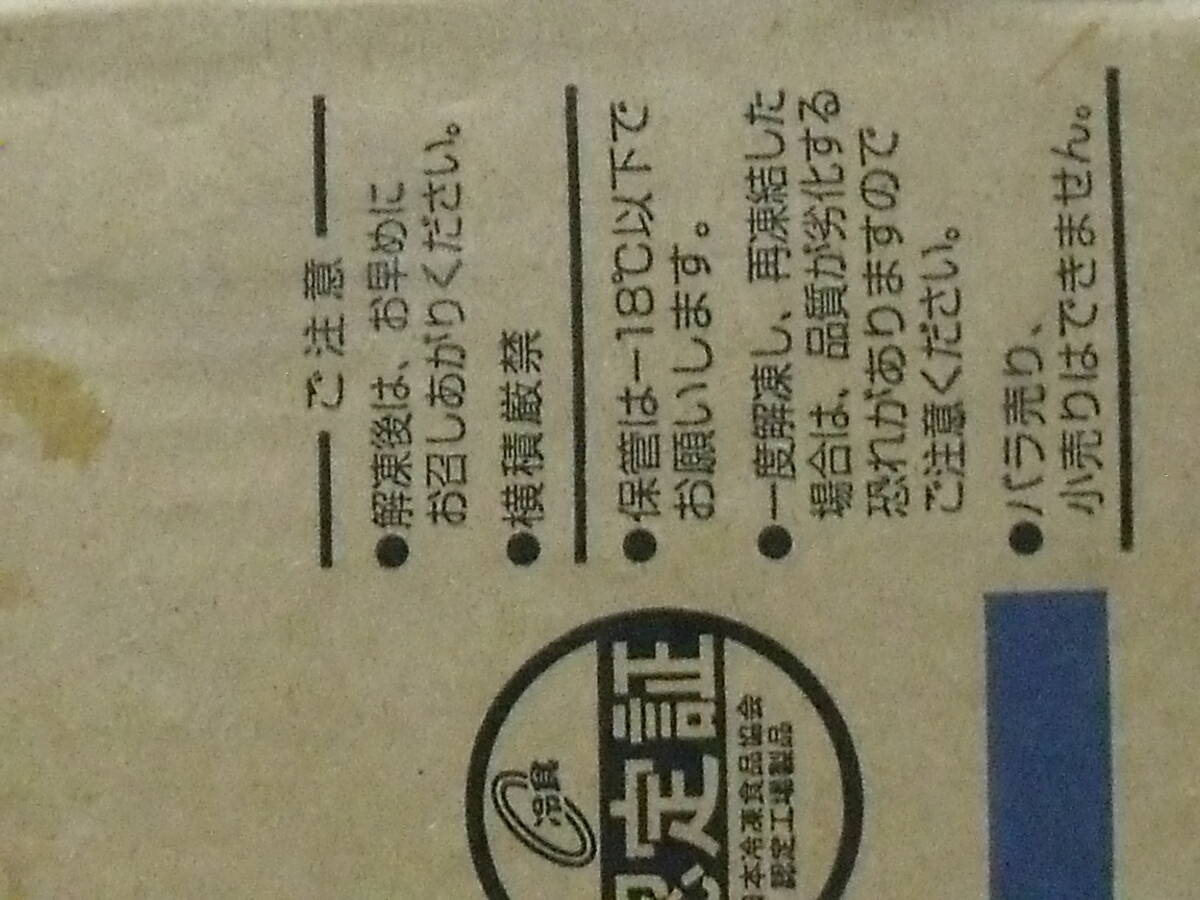 ご注意
●解凍後は、お早めに
お召しあがりください。
●横積厳禁
●保管は－18℃以下で
お願いします。
●一度解凍し、再凍結した
場合は、品質が劣化する
恐れがありますので
ご注意ください。
●バラ売り、
小売りはできません。
冷食
認定証
日本冷凍食品協会
認定工場製品